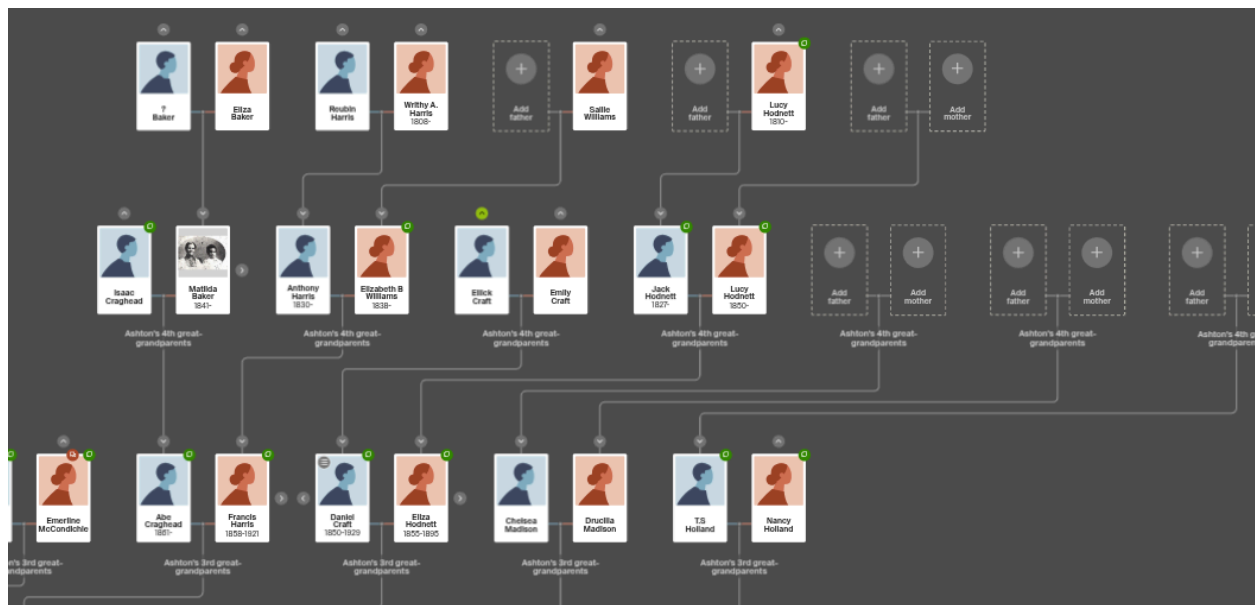 ?
Baker
Eliza
Baker
Reubin
Harris
Writhy A.
Harris
1808-
Add
father
Sallie
Williams
Add
father
Lucy
Hodnett
1810-
Add
father
Add
mother
Isaac
Craghead
Matilda
Baker
1841-
Anthony
Harris
1830-
Elizabeth B
Williams
1838-
Ellick
Craft
Emily
Craft
Jack
Hodnett
1827-
Lucy
Hodnett
1850-
Add
father
Add
mother
Add
father
Add
mother
Add
father
Ashton's 4th great-
grandparents
Ashton's 4th great-
grandparents
Ashton's 4th great-
grandparents
Ashton's 4th great-
grandparents
Ashton's 4th great-
grandparents
Ashton's 4th great-
grandparents
Ashton's 4th g
grandparen
Emerline
McCondichie
Abe
Craghead
1861-
Francis
Harris
1858-1921
Daniel
Craft
1850-1929
Eliza
Hodnett
1855-1895
Chelsea
Madison
Drucilla
Madison
T.S
Holland
Nancy
Holland
n's 3rd great-
andparents
Ashton's 3rd great-
grandparents
Ashton's 3rd great-
grandparents
Ashton's 3rd great-
grandparents
Ashton's 3rd great-
grandparents